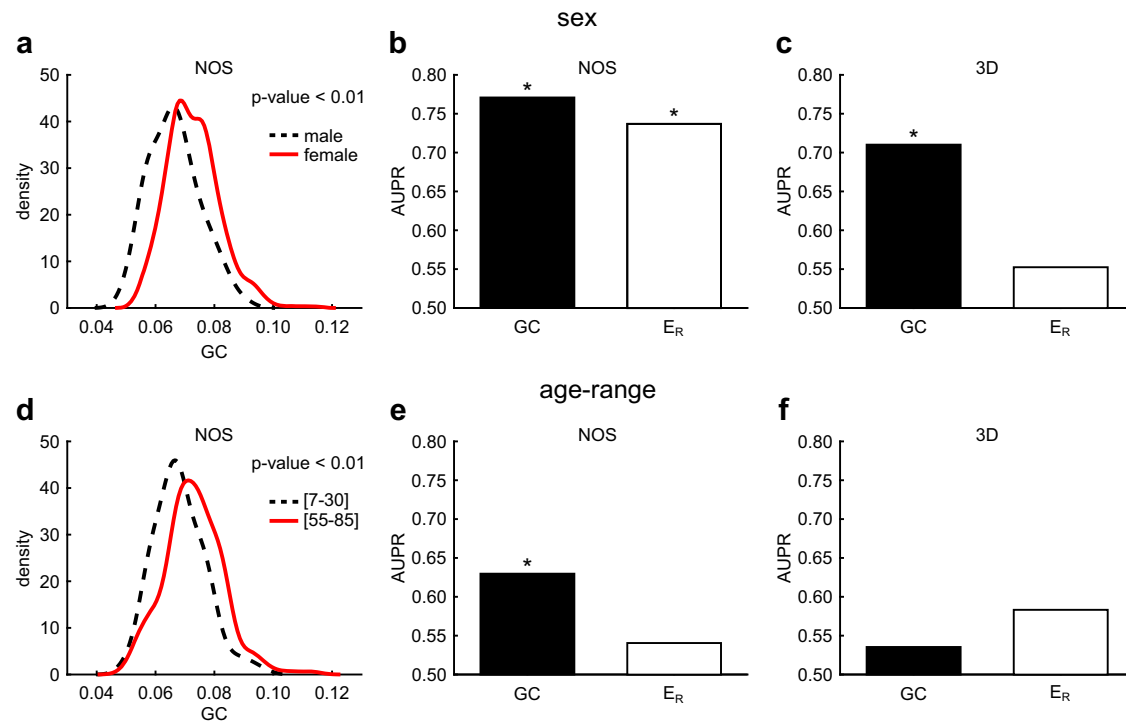 sex
a
NOS
p-value < 0.01
male
female
density
50
40
30
20
10
0
0.04 0.06 0.08 0.10 0.12
GC
b
NOS
AUPR
0.80
0.75
0.70
0.65
0.60
0.55
0.50
*
*
GC ER
c
3D
AUPR
0.80
0.75
0.70
0.65
0.60
0.55
0.50
*
GC ER
age-range
d
NOS
p-value < 0.01
[7-30]
[55-85]
density
50
40
30
20
10
0
0.04 0.06 0.08 0.10 0.12
GC
e
NOS
AUPR
0.80
0.75
0.70
0.65
0.60
0.55
0.50
*
GC ER
f
3D
AUPR
0.80
0.75
0.70
0.65
0.60
0.55
0.50
GC ER